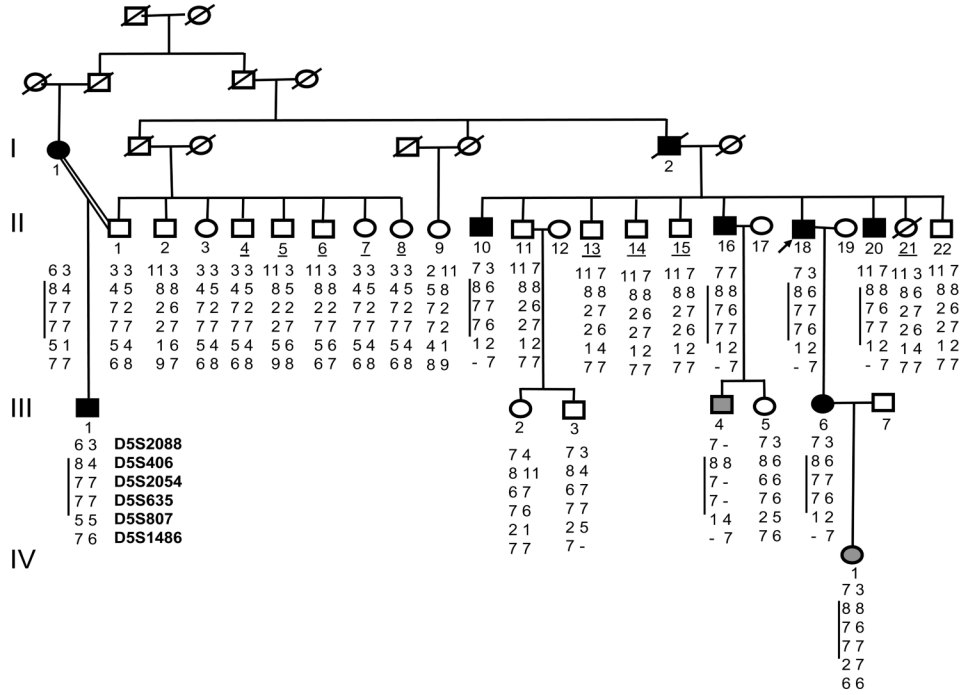 I
1
2
II
1 2 3 4 5 6 7 8 9 10 11 12 13 14 15 16 17 18 19 20 21 22
6 3 3 3 11 3 3 3 3 3 11 3 3 3 3 3 3 3 2 11 7 3 11 7 11 7 11 7 11 7 7 7 7 3 11 7 11 3 11 7
8 4 4 5 8 8 4 5 4 5 8 5 8 5 4 5 4 5 5 8 8 6 8 8 8 8 8 8 8 8 8 8 8 6 8 8 8 6 8 8
7 7 7 2 2 6 7 2 7 2 2 2 2 2 7 2 7 2 7 2 7 7 2 6 2 7 2 6 2 6 7 6 7 7 7 6 2 7 2 6
7 7 7 7 2 7 7 7 7 7 2 7 7 7 7 7 7 7 7 2 7 6 2 7 2 6 2 7 2 7 7 7 7 6 7 7 2 6 2 7
5 1 5 4 1 6 5 4 5 4 5 6 6 6 5 4 5 4 4 1 1 2 1 2 1 4 1 2 1 2 1 2 1 2 1 2 1 4 1 2
7 7 6 8 9 7 6 8 6 8 9 8 6 7 6 8 6 8 8 9 - 7 7 7 7 7 7 7 7 7 - 7 - 7 - 7 7 7 7 7
III
1 2 3 4 5 6 7
6 3 D5S2088
8 4 D5S406
7 7 D5S2054
7 7 D5S635
5 5 D5S807
7 6 D5S1486
7 4 7 3 7 - 7 3 7 3
8 11 8 4 8 8 8 6 8 6
6 7 6 7 7 - 6 6 7 7
7 6 7 7 7 - 7 6 7 6
2 1 2 5 1 4 2 5 1 2
7 7 7 - - 7 7 6 - 7
IV
1
7 3
8 8
7 6
7 7
2 7
6 6